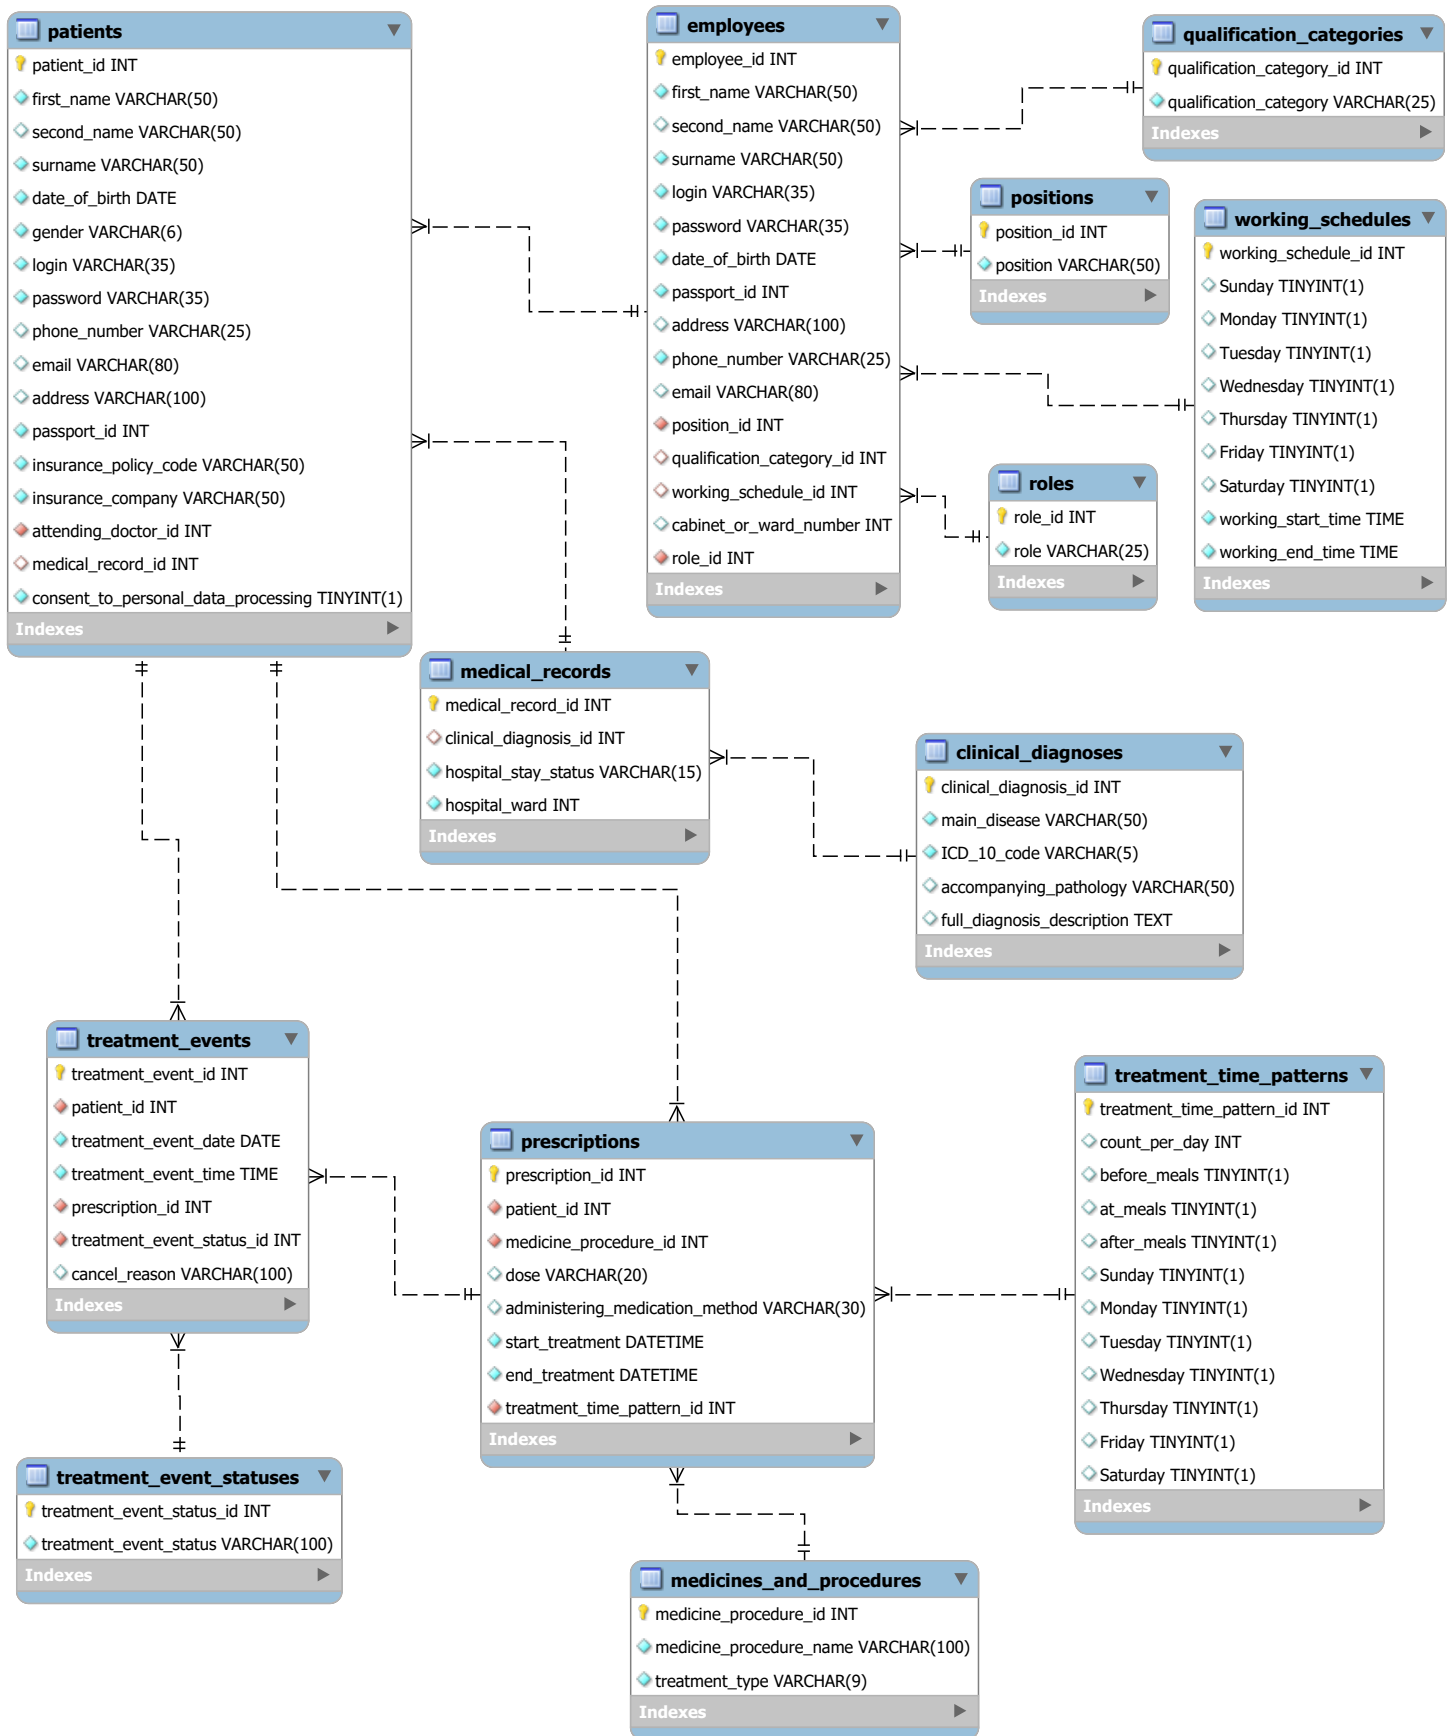 patients
patient_id INT
first_name VARCHAR(50)
second_name VARCHAR(50)
surname VARCHAR(50)
date_of_birth DATE
gender VARCHAR(6)
login VARCHAR(35)
password VARCHAR(35)
phone_number VARCHAR(25)
email VARCHAR(80)
address VARCHAR(100)
passport_id INT
insurance_policy_code VARCHAR(50)
insurance_company VARCHAR(50)
attending_doctor_id INT
medical_record_id INT
consent_to_personal_data_processing TINYINT(1)
Indexes
employees
employee_id INT
first_name VARCHAR(50)
second_name VARCHAR(50)
surname VARCHAR(50)
login VARCHAR(35)
password VARCHAR(35)
date_of_birth DATE
passport_id INT
address VARCHAR(100)
phone_number VARCHAR(25)
email VARCHAR(80)
position_id INT
qualification_category_id INT
working_schedule_id INT
cabinet_or_ward_number INT
role_id INT
Indexes
qualification_categories
qualification_category_id INT
qualification_category VARCHAR(25)
Indexes
positions
position_id INT
position VARCHAR(50)
Indexes
working_schedules
working_schedule_id INT
Sunday TINYINT(1)
Monday TINYINT(1)
Tuesday TINYINT(1)
Wednesday TINYINT(1)
Thursday TINYINT(1)
Friday TINYINT(1)
Saturday TINYINT(1)
working_start_time TIME
working_end_time TIME
Indexes
roles
role_id INT
role VARCHAR(25)
Indexes
medical_records
medical_record_id INT
clinical_diagnosis_id INT
hospital_stay_status VARCHAR(15)
hospital_ward INT
Indexes
clinical_diagnoses
clinical_diagnosis_id INT
main_disease VARCHAR(50)
ICD_10_code VARCHAR(5)
accompanying_pathology VARCHAR(50)
full_diagnosis_description TEXT
Indexes
treatment_events
treatment_event_id INT
patient_id INT
treatment_event_date DATE
treatment_event_time TIME
prescription_id INT
treatment_event_status_id INT
cancel_reason VARCHAR(100)
Indexes
prescriptions
prescription_id INT
patient_id INT
medicine_procedure_id INT
dose VARCHAR(20)
administering_medication_method VARCHAR(30)
start_treatment DATETIME
end_treatment DATETIME
treatment_time_pattern_id INT
Indexes
treatment_time_patterns
treatment_time_pattern_id INT
count_per_day INT
before_meals TINYINT(1)
at_meals TINYINT(1)
after_meals TINYINT(1)
Sunday TINYINT(1)
Monday TINYINT(1)
Tuesday TINYINT(1)
Wednesday TINYINT(1)
Thursday TINYINT(1)
Friday TINYINT(1)
Saturday TINYINT(1)
Indexes
treatment_event_statuses
treatment_event_status_id INT
treatment_event_status VARCHAR(100)
Indexes
medicines_and_procedures
medicine_procedure_id INT
medicine_procedure_name VARCHAR(100)
treatment_type VARCHAR(9)
Indexes